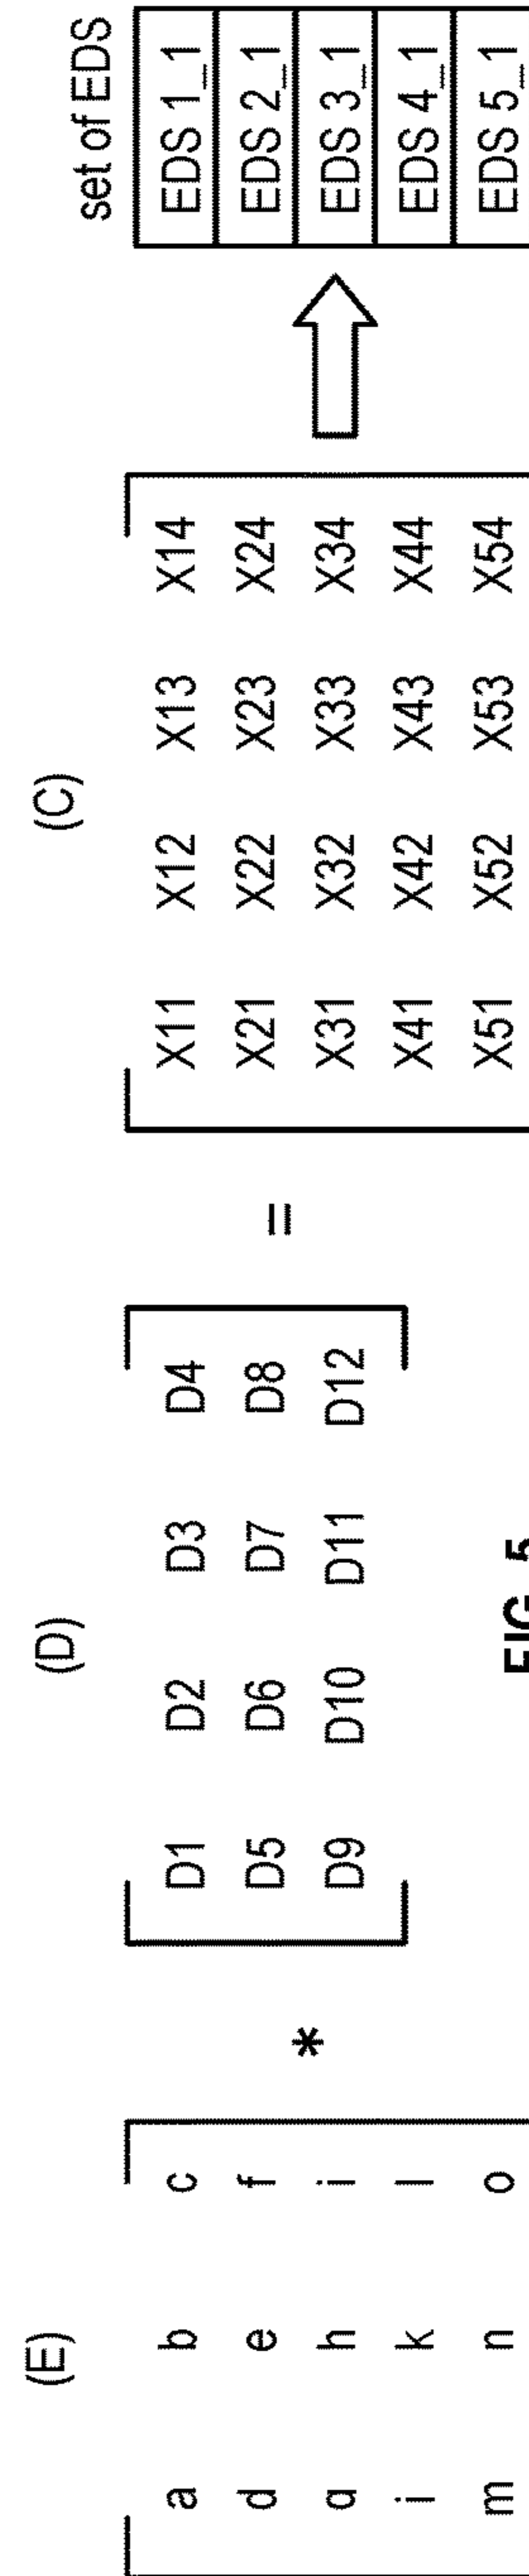 (E) (D) (C) set of EDS
a b c D1 D2 D3 D4 X11 X12 X13 X14 EDS 1_1
d e f D5 D6 D7 D8 X21 X22 X23 X24 EDS 2_1
* =
g h i D9 D10 D11 D12 X31 X32 X33 X34 EDS 3_1
j k l X41 X42 X43 X44 EDS 4_1
m n o X51 X52 X53 X54 EDS 5_1
FIG. 5